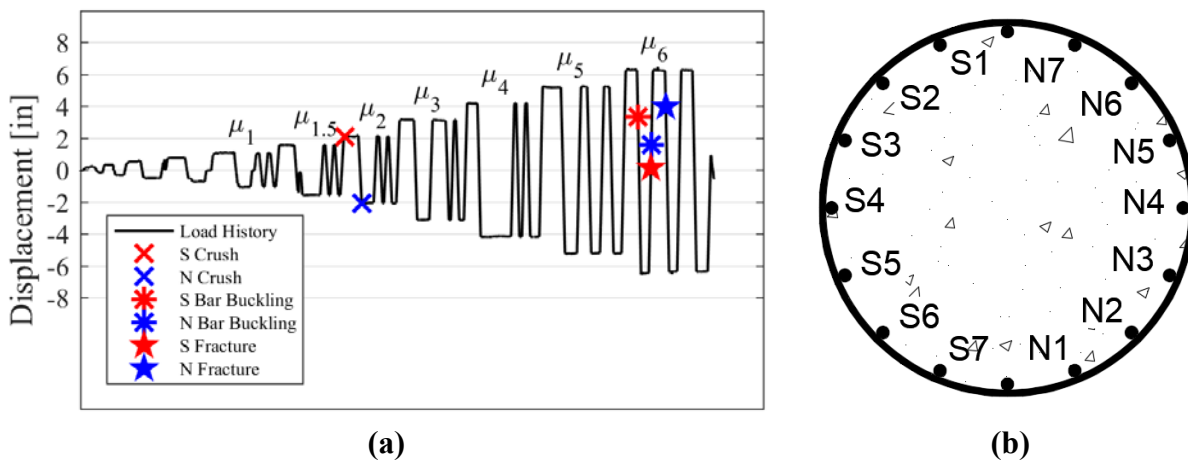 Displacement [in]
8
6
4
2
0
-2
-4
-6
-8
μ1
μ1.5
μ2
μ3
μ4
μ5
μ6
Load History
S Crush
N Crush
S Bar Buckling
N Bar Buckling
S Fracture
N Fracture
(a)
S1
N7
S2
N6
S3
N5
S4
N4
S5
N3
S6
N2
S7
N1
(b)